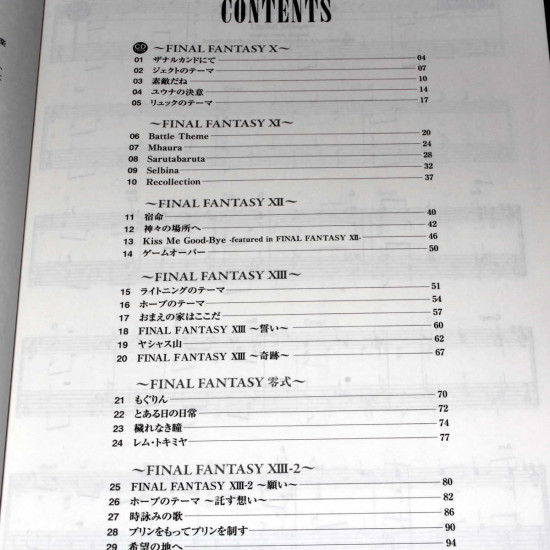 CONTENTS
CD ～FINAL FANTASY X～
01 ザナルカンドにて 04
02 ジェクトのテーマ 07
03 素敵だね 10
04 ユウナの決意 14
05 リュックのテーマ 17
～FINAL FANTASY XI～
06 Battle Theme 20
07 Mhaura 24
08 Sarutabaruta 28
09 Selbina 32
10 Recollection 37
～FINAL FANTASY XII～
11 宿命 40
12 神々の場所へ 42
13 Kiss Me Good-Bye -featured in FINAL FANTASY XII- 46
14 ゲームオーバー 50
～FINAL FANTASY XIII～
15 ライトニングのテーマ 51
16 ホープのテーマ 54
17 おまえの家はここだ 57
18 FINAL FANTASY XIII ～誓い～ 60
19 ヤシャス山 62
20 FINAL FANTASY XIII ～奇跡～ 67
～FINAL FANTASY 零式～
21 もぐりん 70
22 とある日の日常 72
23 穢れなき瞳 74
24 レム・トキミヤ 77
～FINAL FANTASY XIII-2～
25 FINAL FANTASY XIII-2 ～願い～ 80
26 ホープのテーマ ～託す想い～ 82
27 時詠みの歌 86
28 プリンをもってプリンを制す 90
29 希望の地へ 94